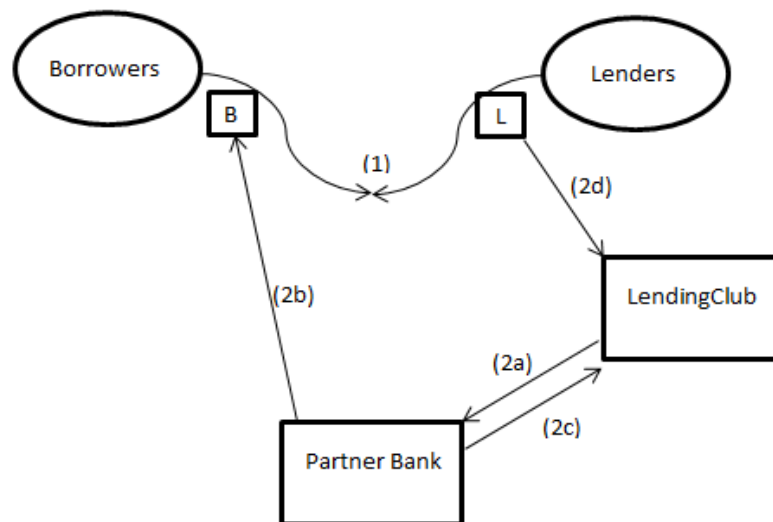 Borrowers
Lenders
B
L
(1)
(2d)
(2b)
LendingClub
(2a)
(2c)
Partner Bank